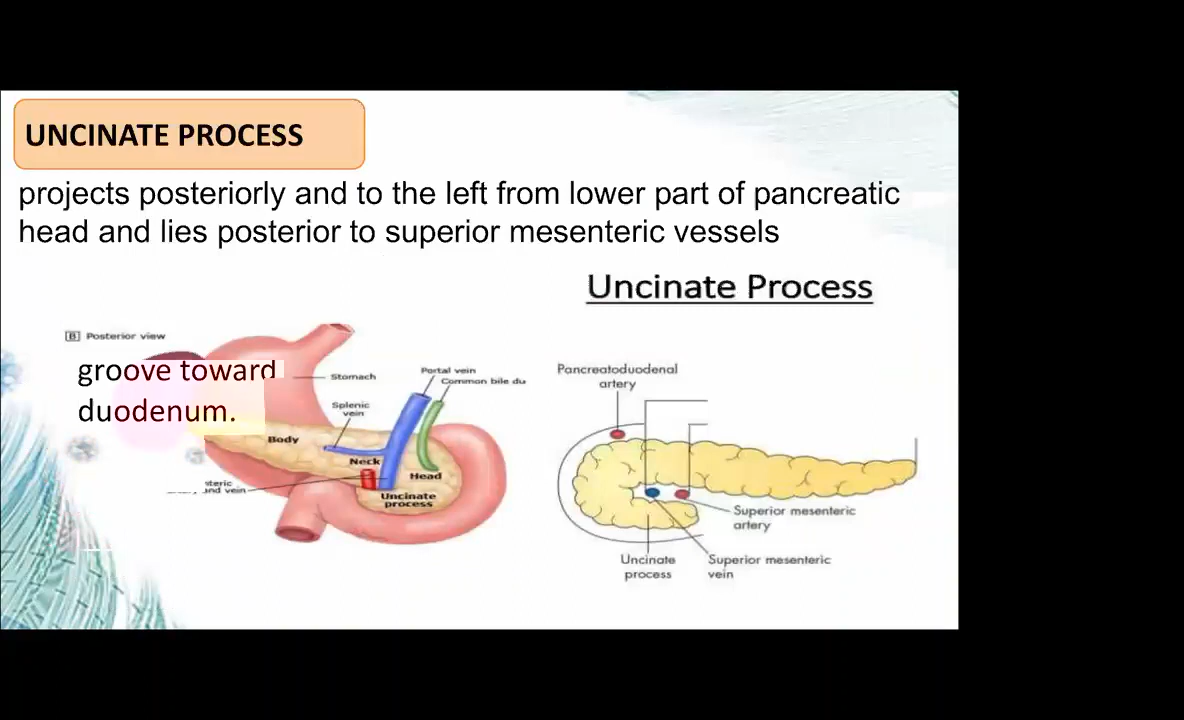 UNCINATE PROCESS
projects posteriorly and to the left from lower part of pancreatic
head and lies posterior to superior mesenteric vessels
Uncinate Process
B Posterior view
groove toward
duodenum.
Stomach
Portal vein
Common bile du
Splenic
vein
Body
Neck
Head
Uncinate
process
teric
and vein
Pancreatoduodenal
artery
Superior mesenteric
artery
Uncinate
process
Superior mesenteric
vein